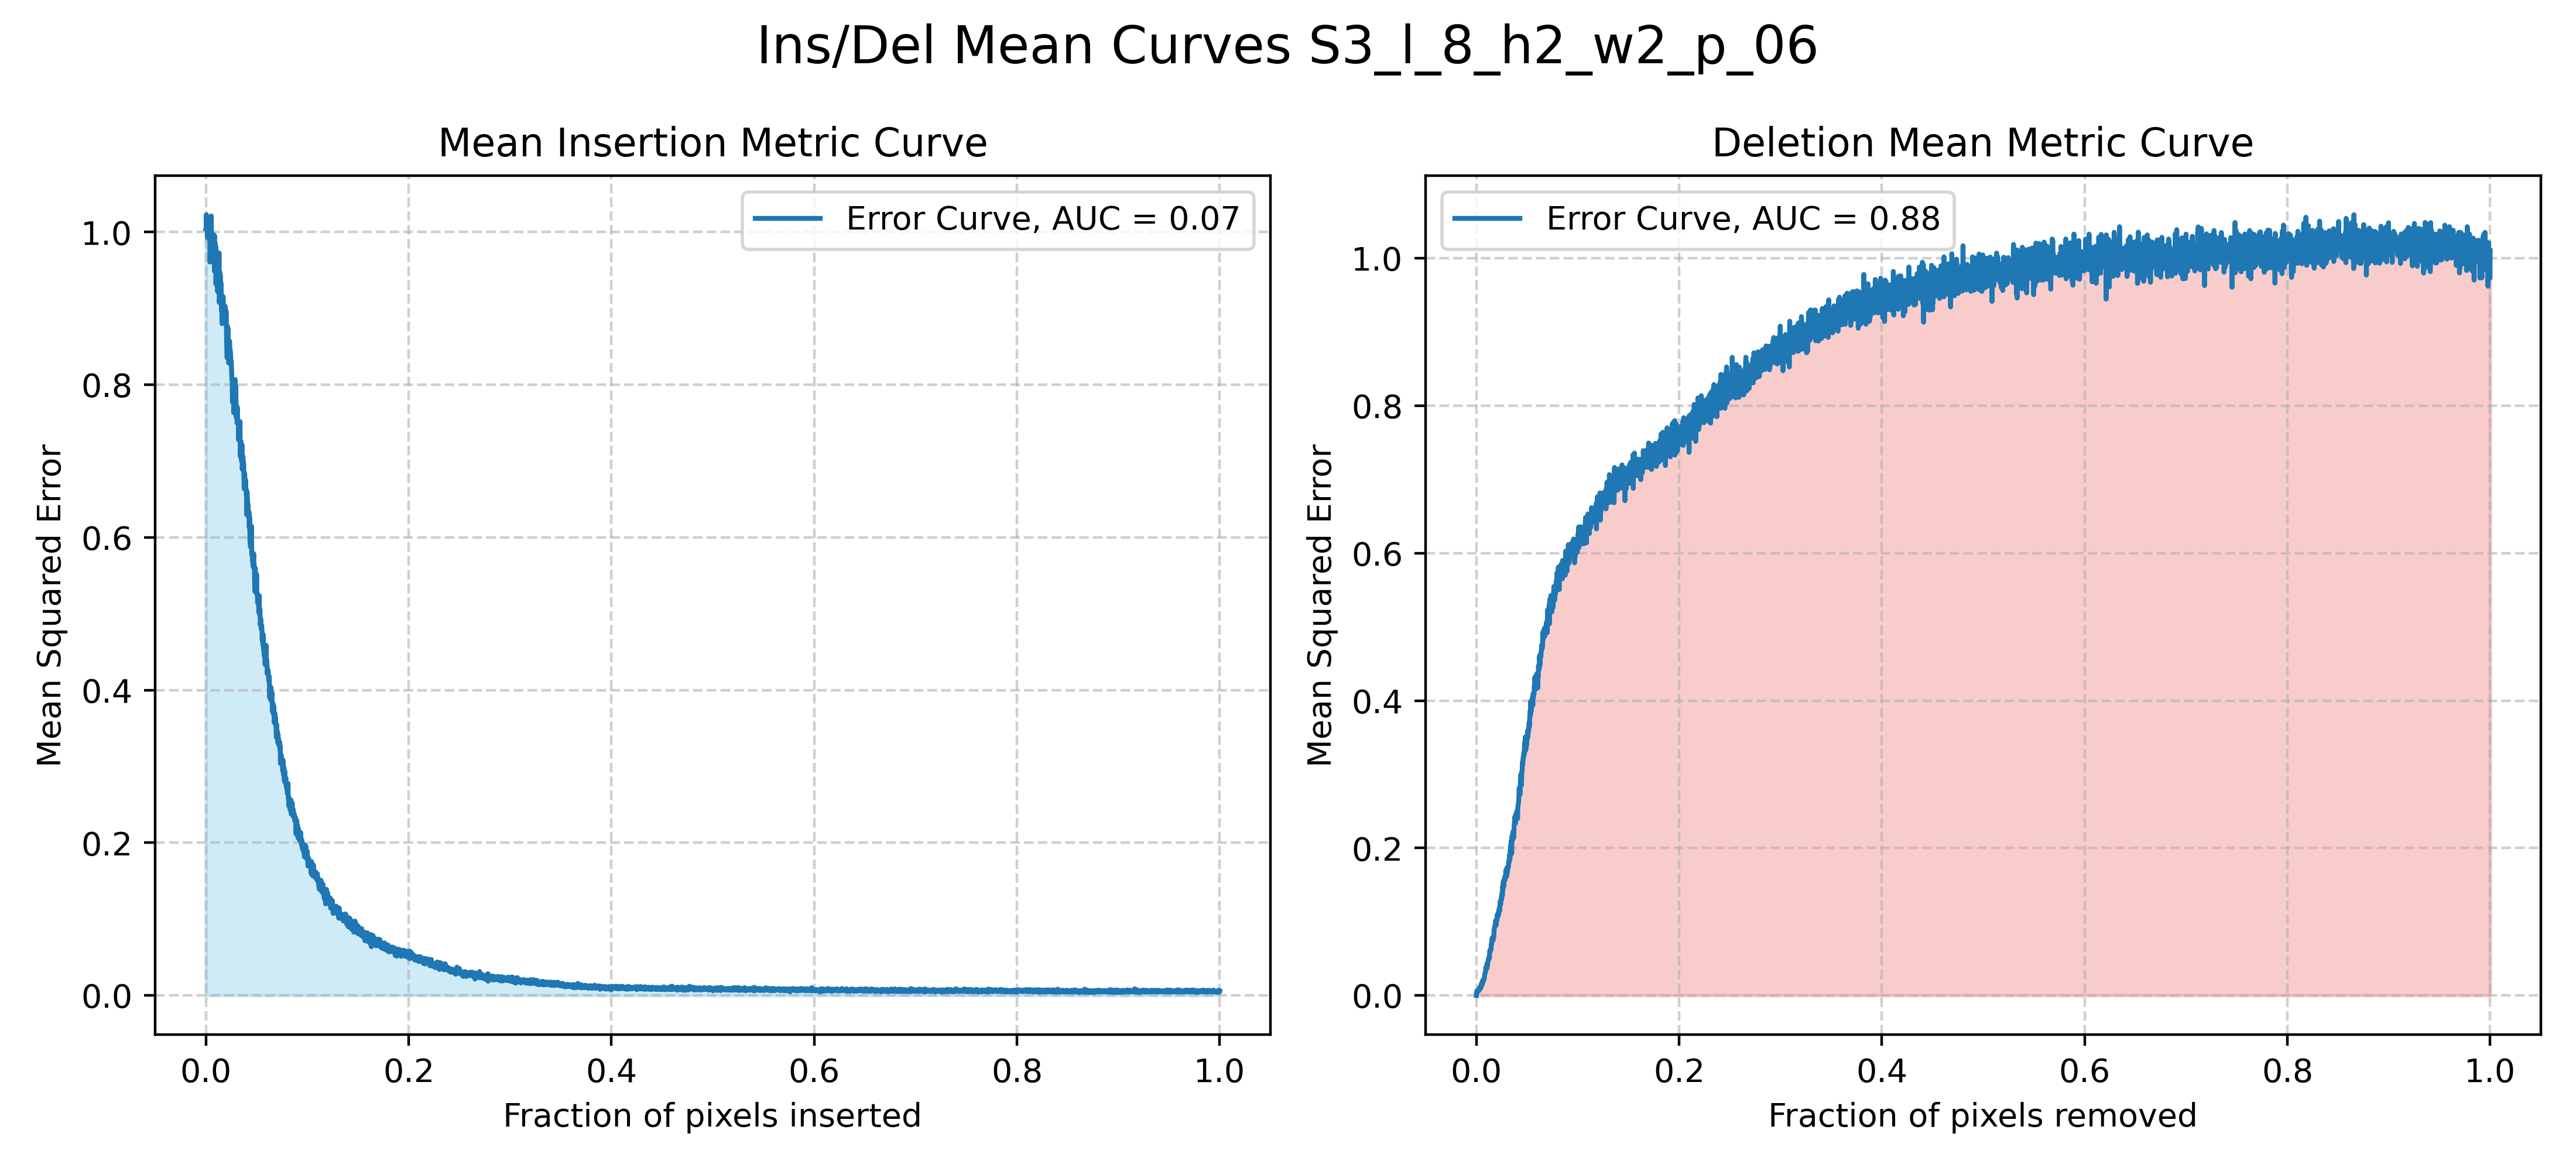 Ins/Del Mean Curves S3_l_8_h2_w2_p_06
Mean Insertion Metric Curve
Error Curve, AUC = 0.07
Mean Squared Error
1.0
0.8
0.6
0.4
0.2
0.0
0.0 0.2 0.4 0.6 0.8 1.0
Fraction of pixels inserted
Deletion Mean Metric Curve
Error Curve, AUC = 0.88
Mean Squared Error
1.0
0.8
0.6
0.4
0.2
0.0
0.0 0.2 0.4 0.6 0.8 1.0
Fraction of pixels removed